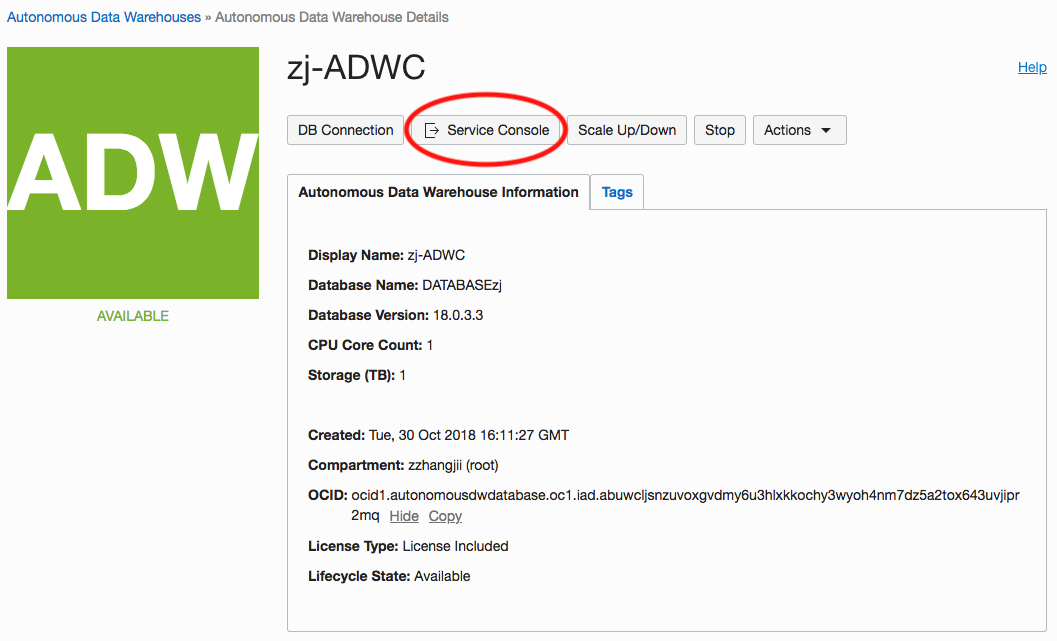 Autonomous Data Warehouses » Autonomous Data Warehouse Details
ADW
AVAILABLE
zj-ADWC
Help
DB Connection Service Console Scale Up/Down Stop Actions
Autonomous Data Warehouse Information Tags
Display Name: zj-ADWC
Database Name: DATABASEzj
Database Version: 18.0.3.3
CPU Core Count: 1
Storage (TB): 1
Created: Tue, 30 Oct 2018 16:11:27 GMT
Compartment: zzhangjii (root)
OCID: ocid1.autonomousdwdatabase.oc1.iad.abuwcljsnzuvoxgvdmy6u3hlxkkochy3wyoh4nm7dz5a2tox643uvjipr
2mq Hide Copy
License Type: License Included
Lifecycle State: Available